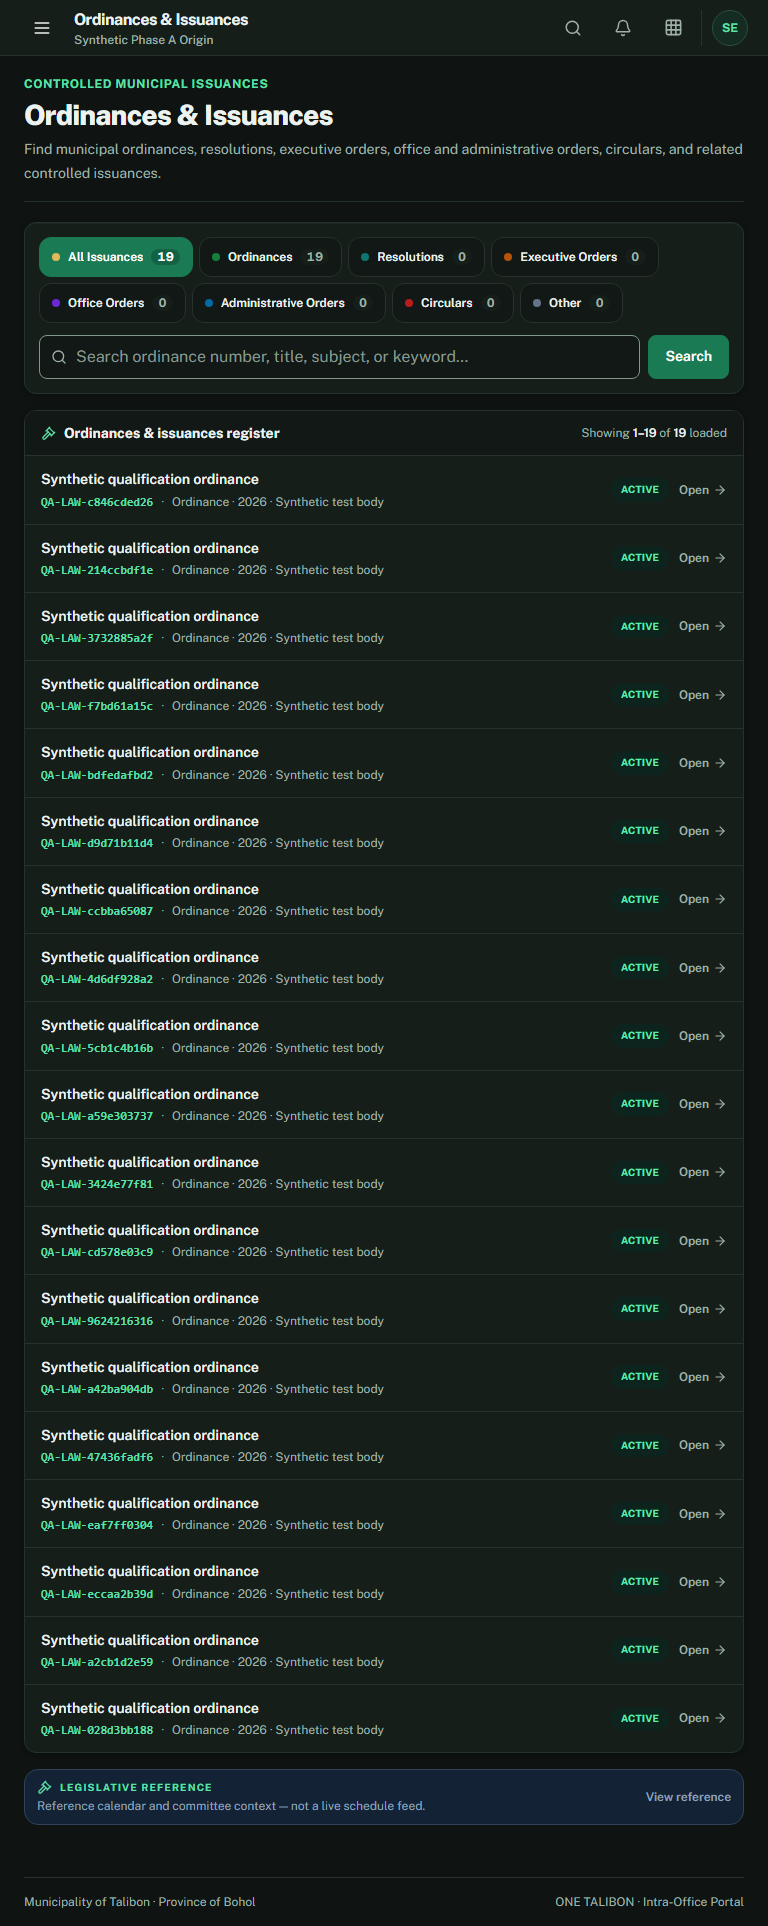 Ordinances & Issuances
Synthetic Phase A Origin
SE
CONTROLLED MUNICIPAL ISSUANCES
Ordinances & Issuances
Find municipal ordinances, resolutions, executive orders, office and administrative orders, circulars, and related
controlled issuances.
All Issuances 19
Ordinances 19
Resolutions 0
Executive Orders 0
Office Orders 0
Administrative Orders 0
Circulars 0
Other 0
Search ordinance number, title, subject, or keyword...
Search
Ordinances & issuances register
Showing 1–19 of 19 loaded
Synthetic qualification ordinance
QA-LAW-c846cded26 · Ordinance · 2026 · Synthetic test body
ACTIVE Open →
Synthetic qualification ordinance
QA-LAW-214ccbdf1e · Ordinance · 2026 · Synthetic test body
ACTIVE Open →
Synthetic qualification ordinance
QA-LAW-3732885a2f · Ordinance · 2026 · Synthetic test body
ACTIVE Open →
Synthetic qualification ordinance
QA-LAW-f7bd61a15c · Ordinance · 2026 · Synthetic test body
ACTIVE Open →
Synthetic qualification ordinance
QA-LAW-bdfedafbd2 · Ordinance · 2026 · Synthetic test body
ACTIVE Open →
Synthetic qualification ordinance
QA-LAW-d9d71b11d4 · Ordinance · 2026 · Synthetic test body
ACTIVE Open →
Synthetic qualification ordinance
QA-LAW-ccbba65087 · Ordinance · 2026 · Synthetic test body
ACTIVE Open →
Synthetic qualification ordinance
QA-LAW-4d6df928a2 · Ordinance · 2026 · Synthetic test body
ACTIVE Open →
Synthetic qualification ordinance
QA-LAW-5cb1c4b16b · Ordinance · 2026 · Synthetic test body
ACTIVE Open →
Synthetic qualification ordinance
QA-LAW-a59e303737 · Ordinance · 2026 · Synthetic test body
ACTIVE Open →
Synthetic qualification ordinance
QA-LAW-3424e77f81 · Ordinance · 2026 · Synthetic test body
ACTIVE Open →
Synthetic qualification ordinance
QA-LAW-cd578e03c9 · Ordinance · 2026 · Synthetic test body
ACTIVE Open →
Synthetic qualification ordinance
QA-LAW-9624216316 · Ordinance · 2026 · Synthetic test body
ACTIVE Open →
Synthetic qualification ordinance
QA-LAW-a42ba904db · Ordinance · 2026 · Synthetic test body
ACTIVE Open →
Synthetic qualification ordinance
QA-LAW-47436fadf6 · Ordinance · 2026 · Synthetic test body
ACTIVE Open →
Synthetic qualification ordinance
QA-LAW-eaf7ff0304 · Ordinance · 2026 · Synthetic test body
ACTIVE Open →
Synthetic qualification ordinance
QA-LAW-eccaa2b39d · Ordinance · 2026 · Synthetic test body
ACTIVE Open →
Synthetic qualification ordinance
QA-LAW-a2cb1d2e59 · Ordinance · 2026 · Synthetic test body
ACTIVE Open →
Synthetic qualification ordinance
QA-LAW-028d3bb188 · Ordinance · 2026 · Synthetic test body
ACTIVE Open →
LEGISLATIVE REFERENCE
Reference calendar and committee context — not a live schedule feed.
View reference
Municipality of Talibon · Province of Bohol
ONE TALIBON · Intra-Office Portal